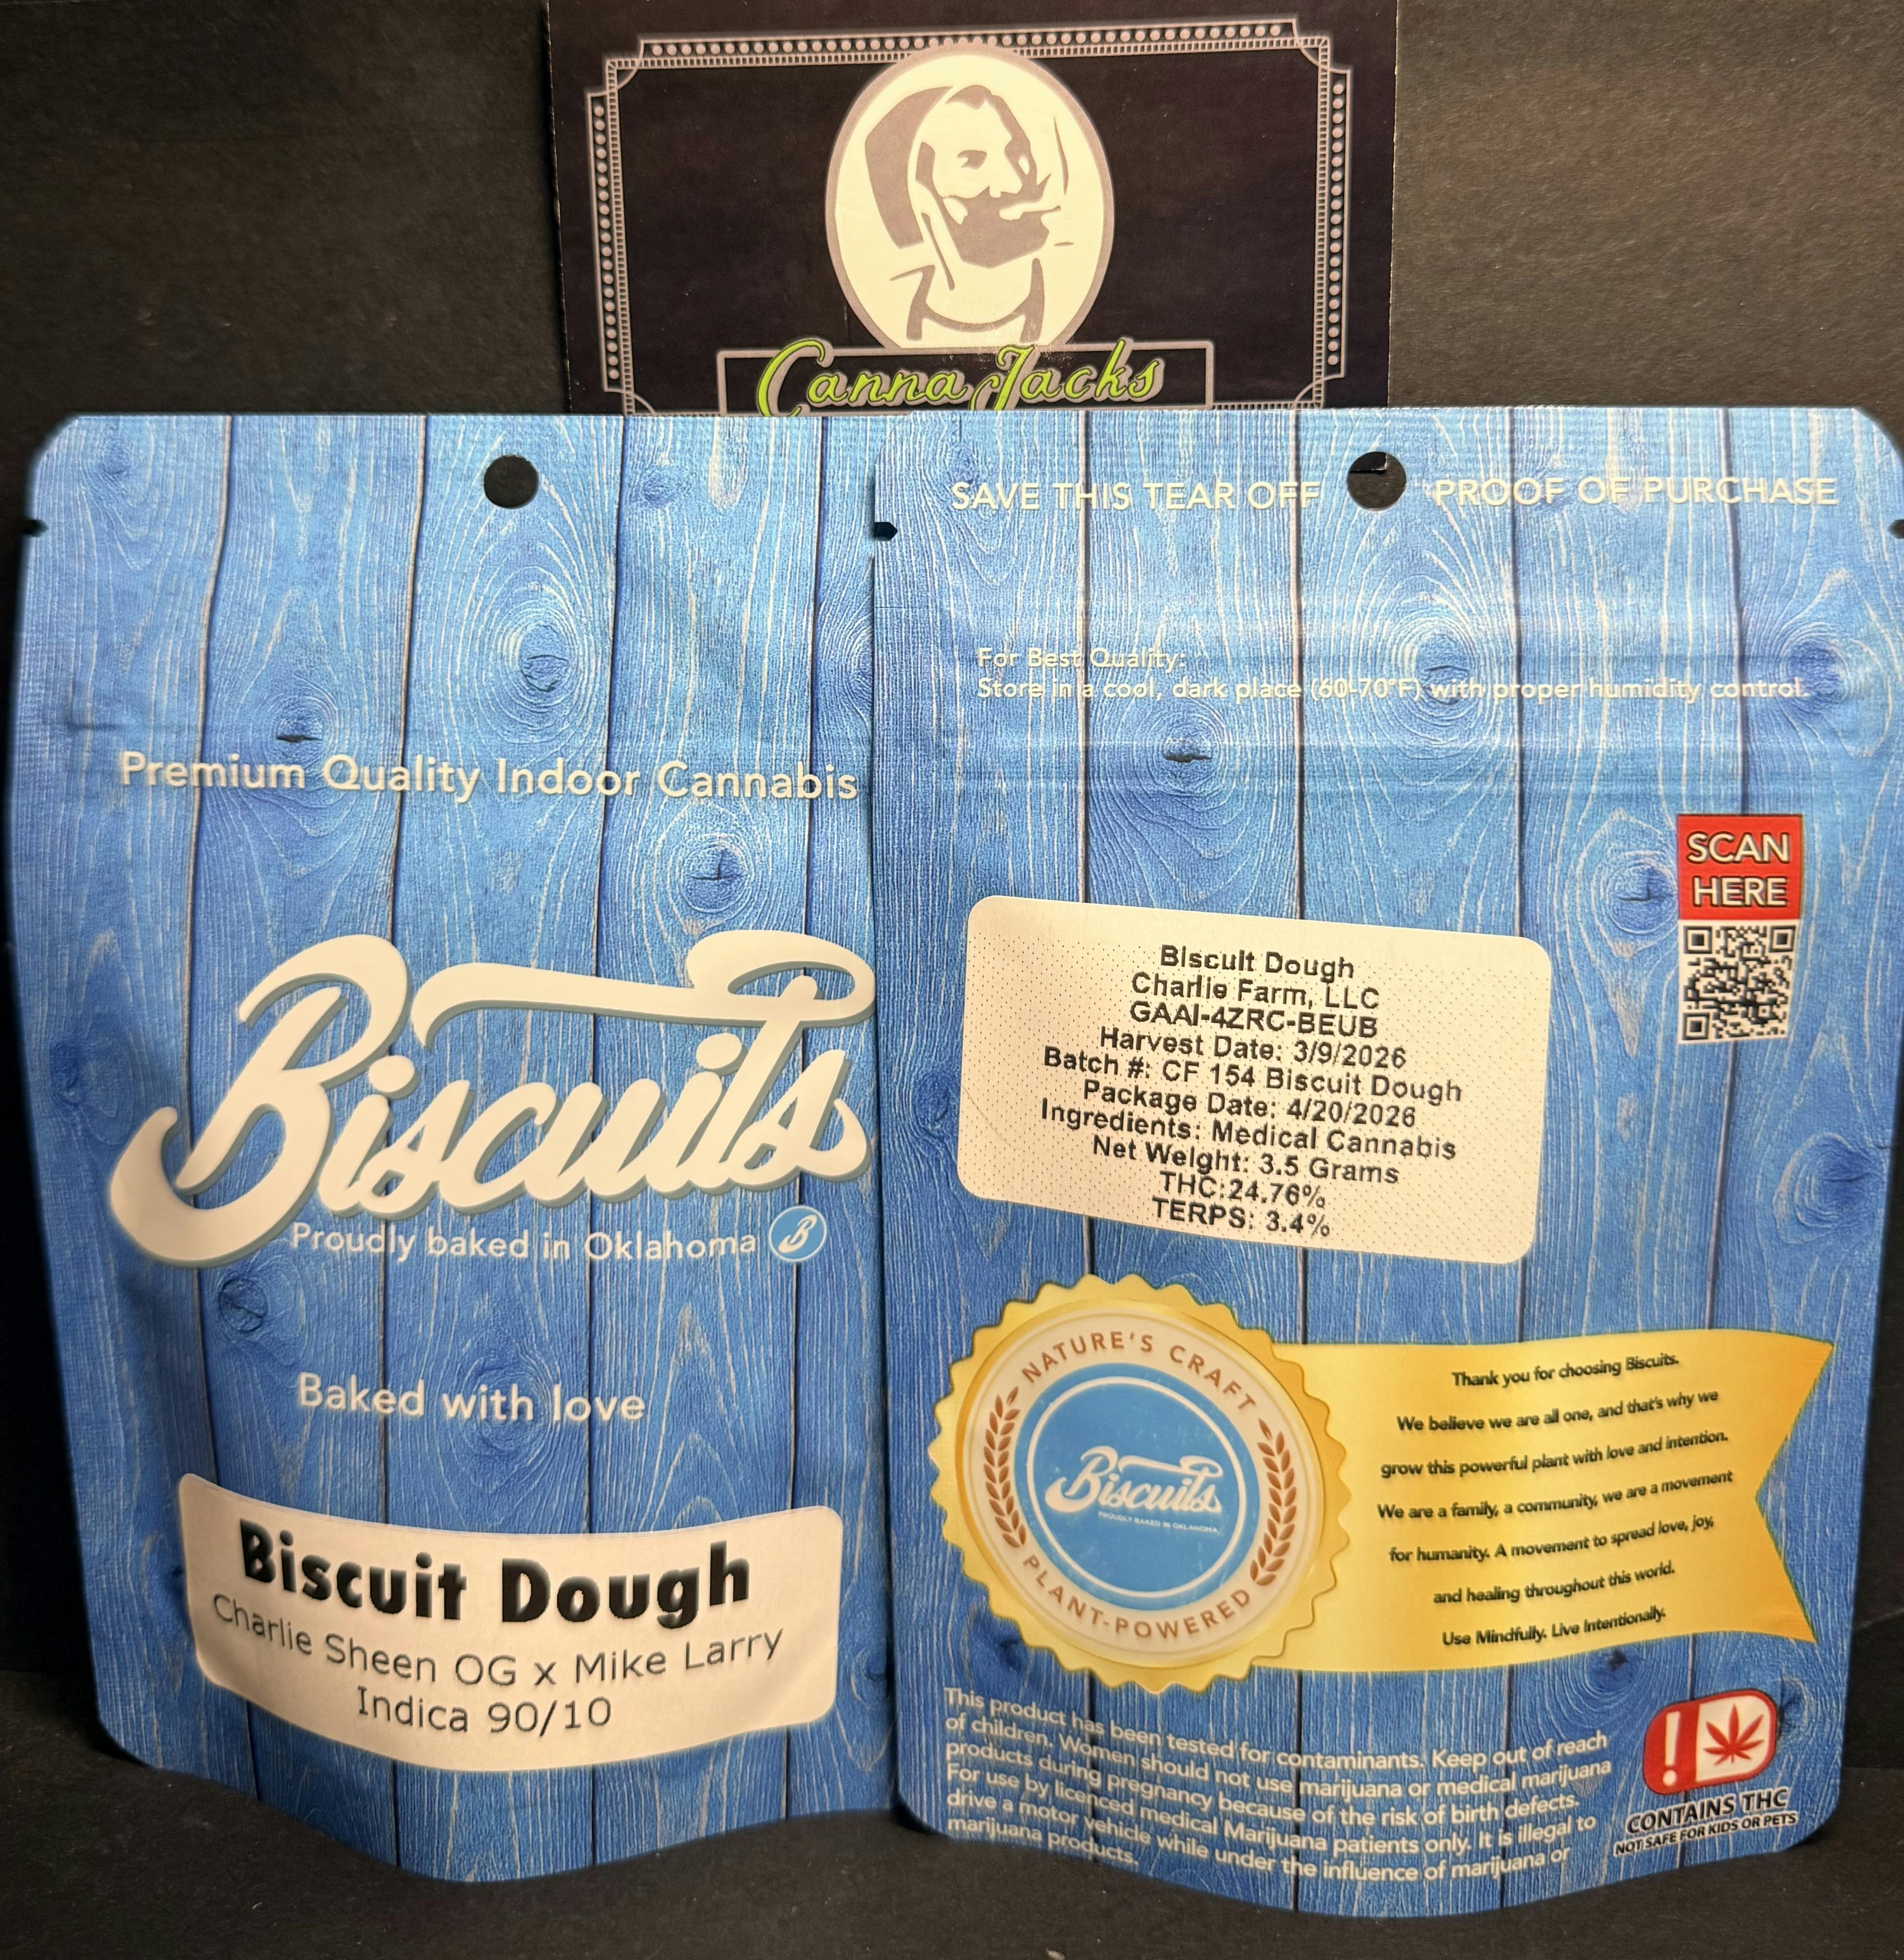 Canna Jacks
Premium Quality Indoor Cannabis
Biscuits
Proudly baked in Oklahoma B
Baked with love
Biscuit Dough
Charlie Sheen OG x Mike Larry
Indica 90/10
SAVE THIS TEAR OFF PROOF OF PURCHASE
For Best Quality:
Store in a cool, dark place (60-70°F) with proper humidity control.
SCAN
HERE
Biscuit Dough
Charlie Farm, LLC
GAAI-4ZRC-BEUB
Harvest Date: 3/9/2026
Batch #: CF 154 Biscuit Dough
Package Date: 4/20/2026
Ingredients: Medical Cannabis
Net Weight: 3.5 Grams
THC:24.76%
TERPS: 3.4%
NATURE'S CRAFT
Biscuits
PROUDLY BAKED IN OKLAHOMA
PLANT-POWERED
Thank you for choosing Biscuits.
We believe we are all one, and that's why we
grow this powerful plant with love and intention.
We are a family, a community, we are a movement
for humanity. A movement to spread love, joy,
and healing throughout this world.
Use Mindfully. Live Intentionally.
This product has been tested for contaminants. Keep out of reach
of children. Women should not use marijuana or medical marijuana
products during pregnancy because of the risk of birth defects.
For use by licenced medical Marijuana patients only. It is illegal to
drive a motor vehicle while under the influence of marijuana or
marijuana products.
!
CONTAINS THC
NOT SAFE FOR KIDS OR PETS